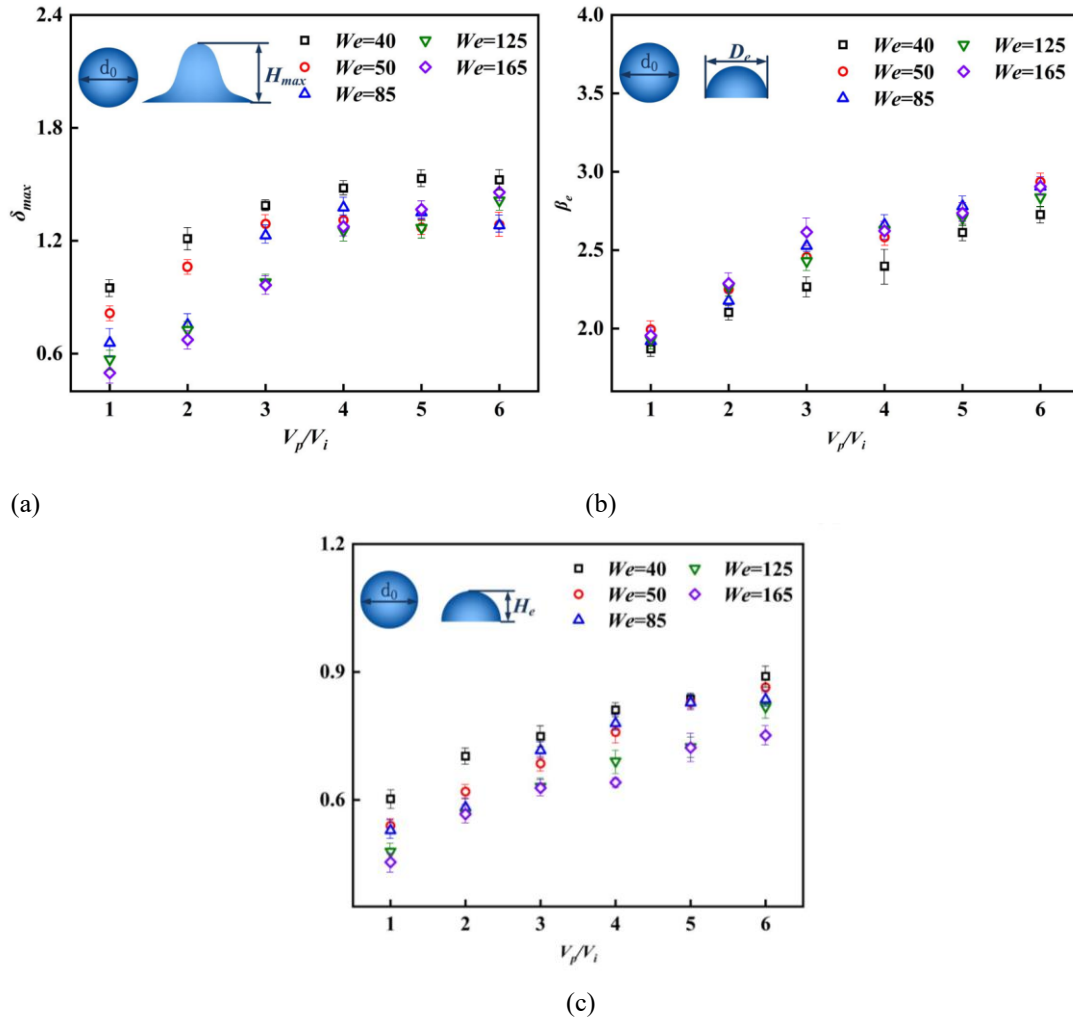 2.4
1.8
1.2
0.6
δmax
d0
Hmax
We=40
We=50
We=85
We=125
We=165
1 2 3 4 5 6
Vp/Vi
(a)
4.0
3.5
3.0
2.5
2.0
βe
d0
De
We=40
We=50
We=85
We=125
We=165
1 2 3 4 5 6
Vp/Vi
(b)
1.2
0.9
0.6
d0
He
We=40
We=50
We=85
We=125
We=165
1 2 3 4 5 6
Vp/Vi
(c)